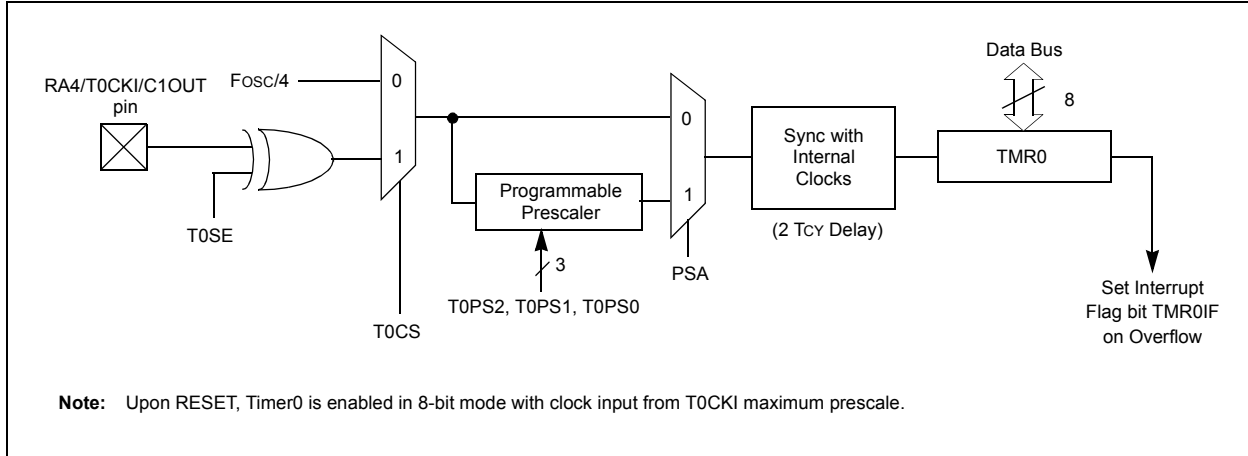 Data Bus
8
RA4/T0CKI/C1OUT
pin
FOSC/4
0
1
T0SE
T0CS
Programmable
Prescaler
3
T0PS2, T0PS1, T0PS0
0
1
PSA
Sync with
Internal
Clocks
(2 TCY Delay)
TMR0
Set Interrupt
Flag bit TMR0IF
on Overflow
Note: Upon RESET, Timer0 is enabled in 8-bit mode with clock input from T0CKI maximum prescale.